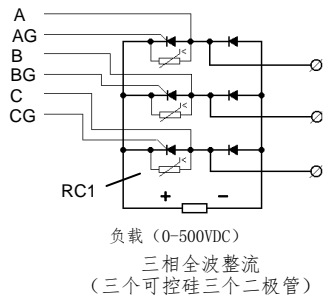 A
AG
B
BG
C
CG
RC1
+ −
负载（0-500VDC）
三相全波整流
（三个可控硅三个二极管）